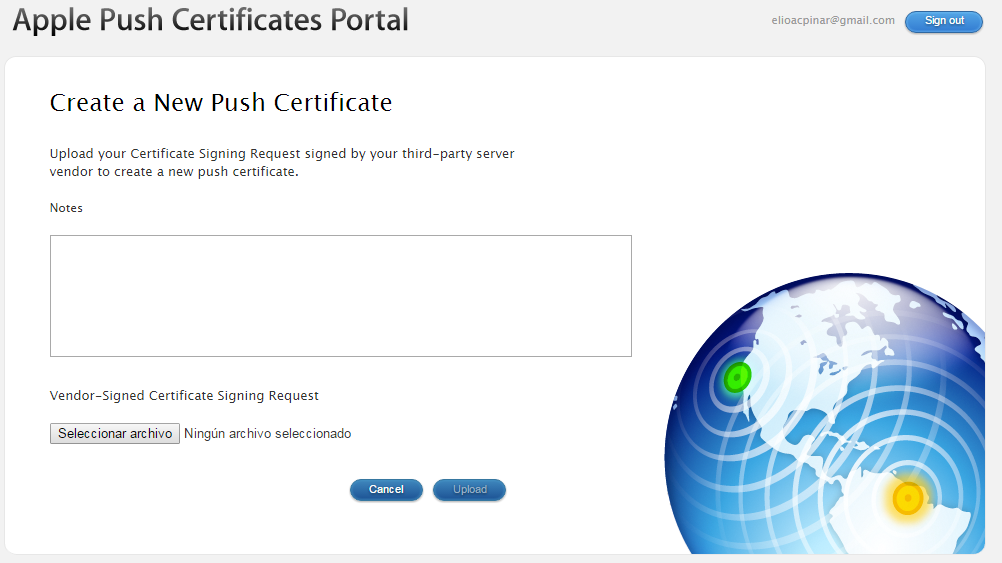 Apple Push Certificates Portal
elioacpinar@gmail.com
Sign out
Create a New Push Certificate
Upload your Certificate Signing Request signed by your third-party server
vendor to create a new push certificate.
Notes
Vendor-Signed Certificate Signing Request
Seleccionar archivo Ningún archivo seleccionado
Cancel
Upload